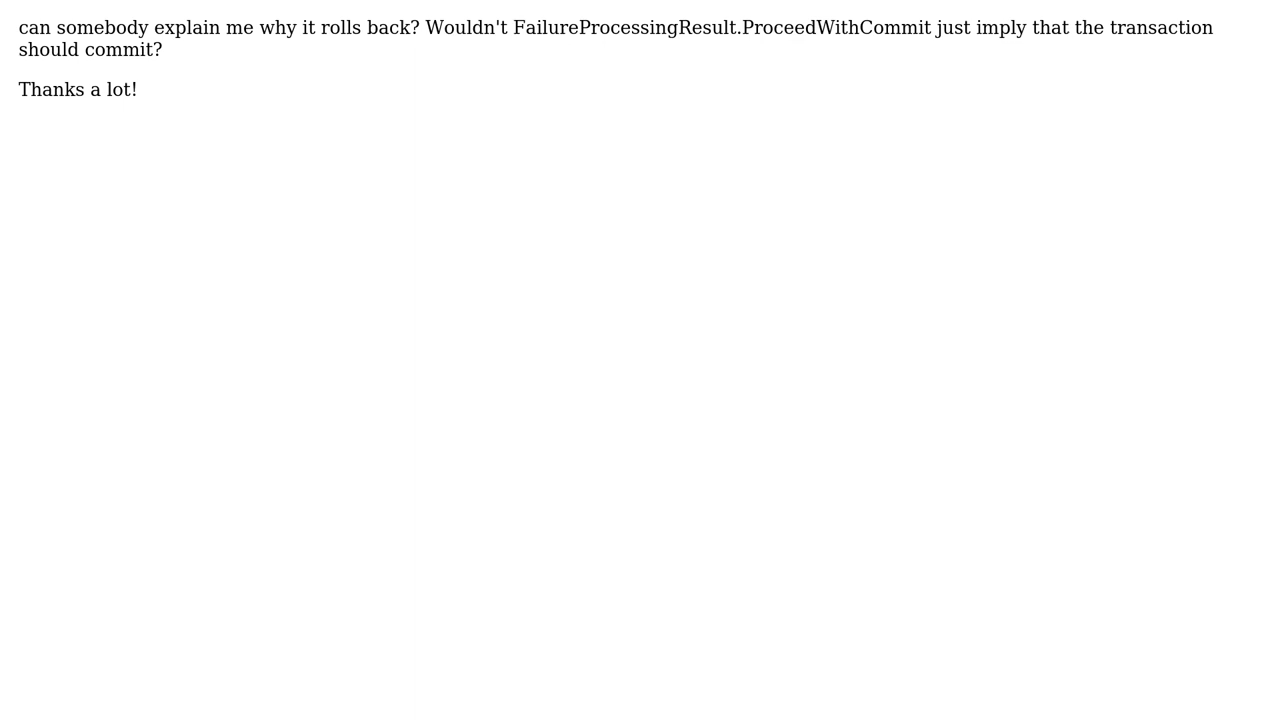 can somebody explain me why it rolls back? Wouldn't FailureProcessingResult.ProceedWithCommit just imply that the transaction
should commit?
Thanks a lot!